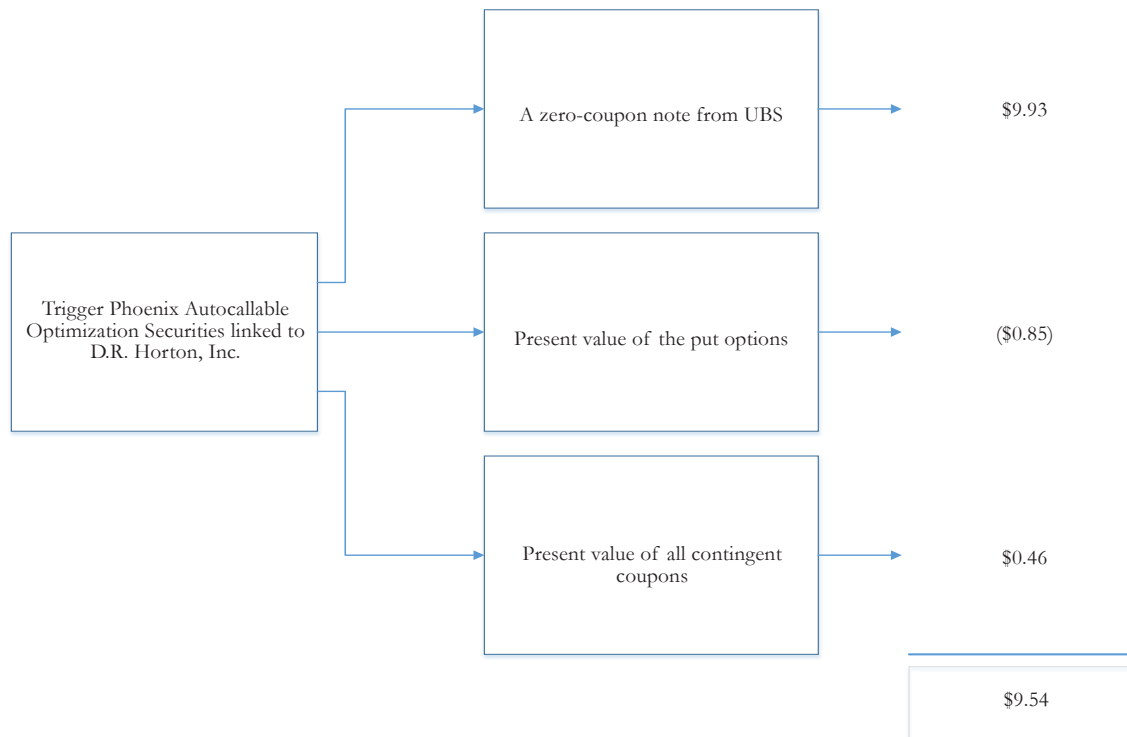 A zero-coupon note from UBS
$9.93
Trigger Phoenix Autocallable
Optimization Securities linked to
D.R. Horton, Inc.
Present value of the put options
($0.85)
Present value of all contingent
coupons
$0.46
$9.54